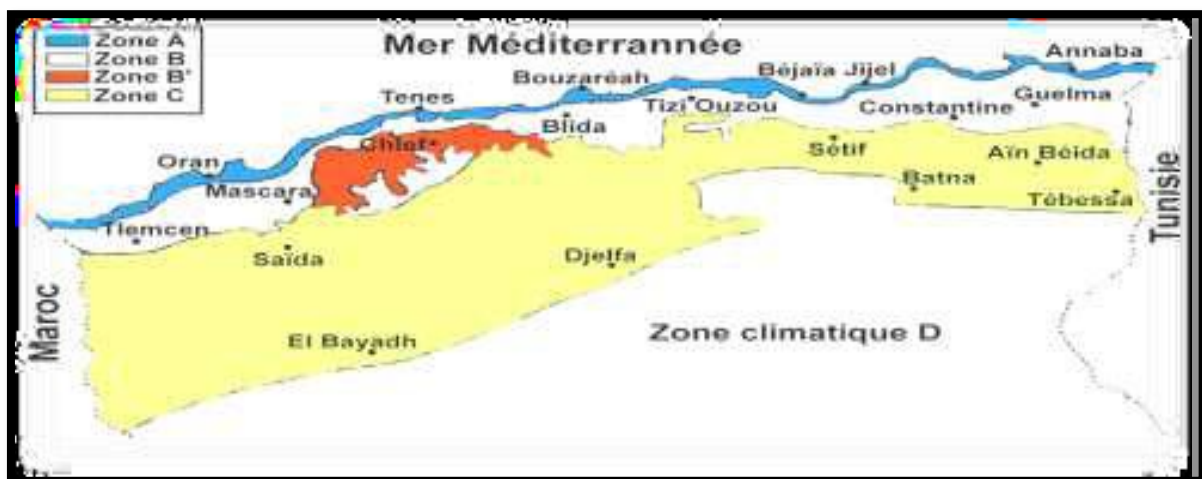 Zone A
Zone B
Zone B'
Zone C
Mer Méditerrannée
Annaba
Bouzaréah
Béjaïa Jijel
Tenes
Tizi Ouzou
Constantine
Guelma
Blida
Chlef
Oran
Sétif
Aïn Béida
Mascara
Batna
Tébessa
Tlemcen
Saïda
Djelfa
Tunisie
Maroc
El Bayadh
Zone climatique D